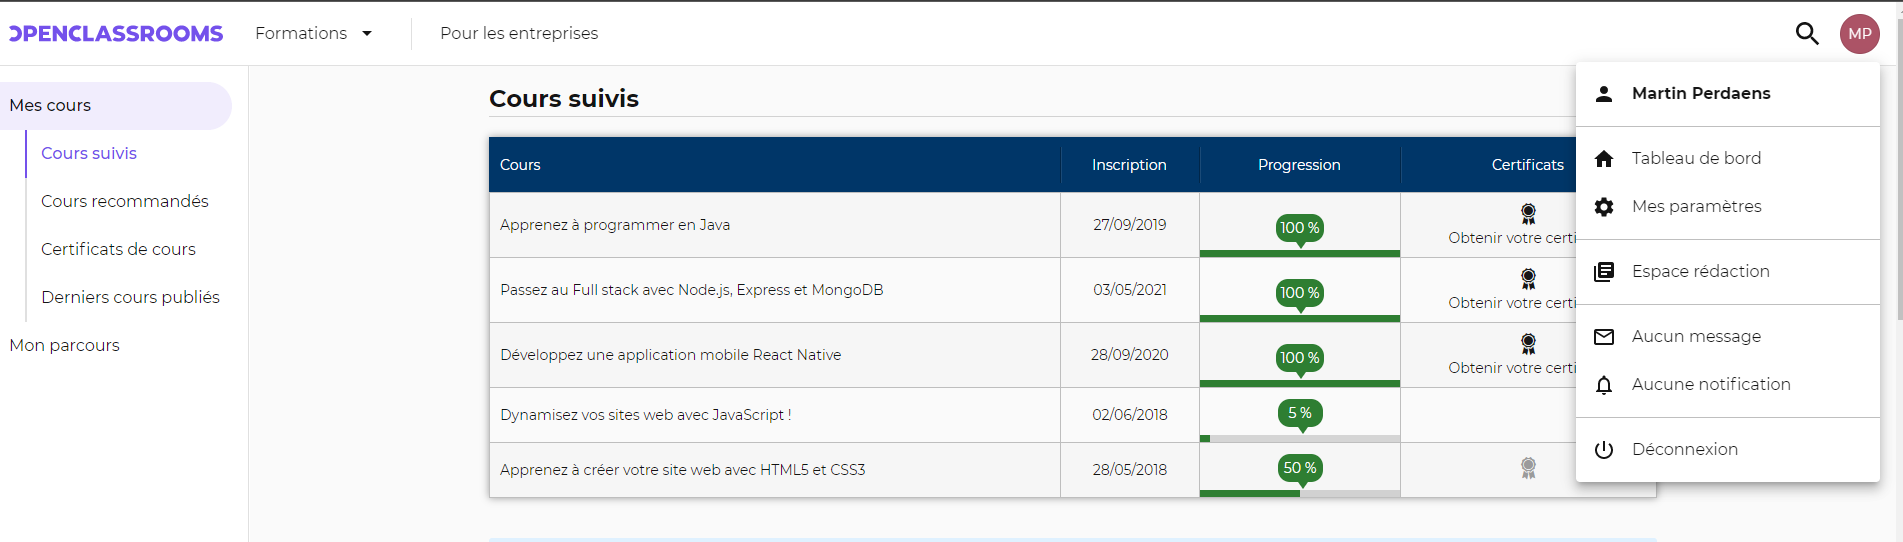 OPENCLASSROOMS Formations Pour les entreprises MP
Mes cours
Cours suivis
Cours recommandés
Certificats de cours
Derniers cours publiés
Mon parcours
Cours suivis
Cours Inscription Progression Certificats
Apprenez à programmer en Java 27/09/2019 100 % Obtenir votre certi
Passez au Full stack avec Node.js, Express et MongoDB 03/05/2021 100 % Obtenir votre certi
Développez une application mobile React Native 28/09/2020 100 % Obtenir votre certi
Dynamisez vos sites web avec JavaScript ! 02/06/2018 5 %
Apprenez à créer votre site web avec HTML5 et CSS3 28/05/2018 50 %
Martin Perdaens
Tableau de bord
Mes paramètres
Espace rédaction
Aucun message
Aucune notification
Déconnexion